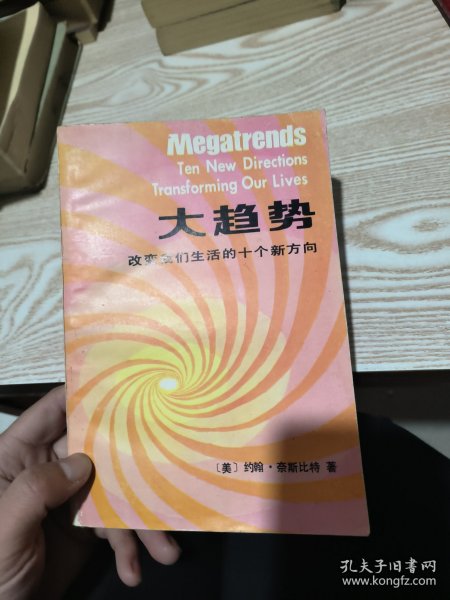 Megatrends
Ten New Directions
Transforming Our Lives
大趋势
改变我们生活的十个新方向
〔美〕约翰·奈斯比特 著
孔夫子旧书网
www.kongfz.com